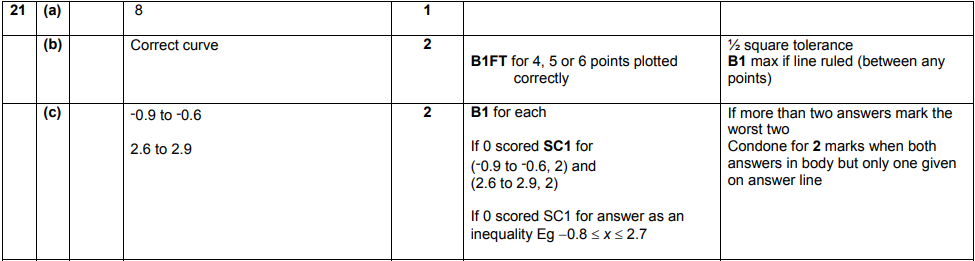 21 (a) 8 1
(b) Correct curve 2 ½ square tolerance
B1FT for 4, 5 or 6 points plotted B1 max if line ruled (between any
correctly points)
(c) -0.9 to -0.6 2 B1 for each If more than two answers mark the
worst two
2.6 to 2.9 If 0 scored SC1 for Condone for 2 marks when both
(-0.9 to -0.6, 2) and answers in body but only one given
(2.6 to 2.9, 2) on answer line
If 0 scored SC1 for answer as an
inequality Eg –0.8 ≤ x ≤ 2.7